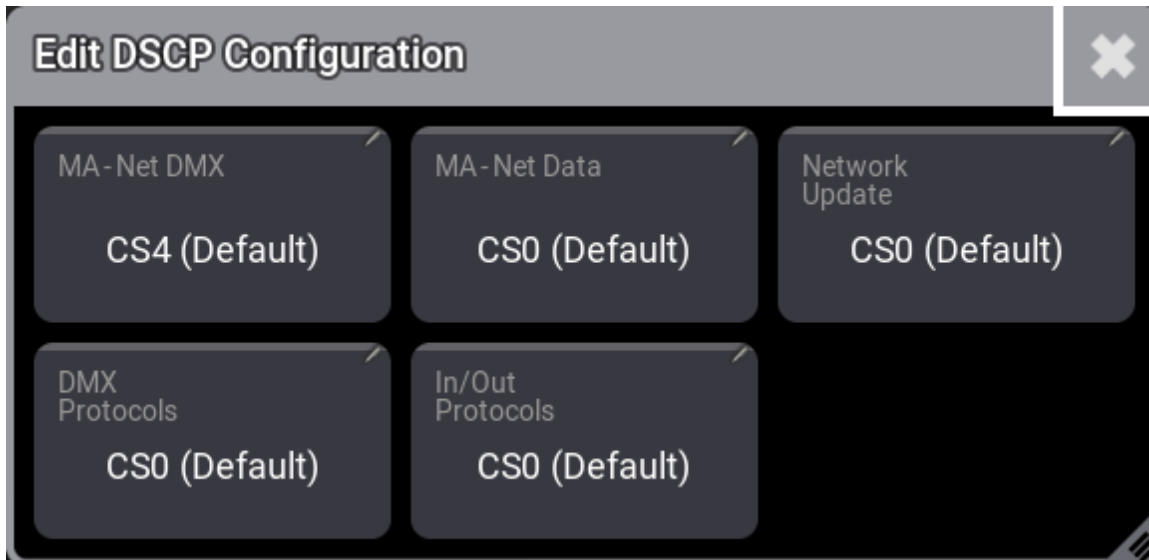 Edit DSCP Configuration
MA-Net DMX
CS4 (Default)
MA-Net Data
CS0 (Default)
Network
Update
CS0 (Default)
DMX
Protocols
CS0 (Default)
In/Out
Protocols
CS0 (Default)